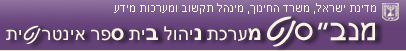 מדינת ישראל, משרד החינוך, מינהל תקשוב ומערכות מידע
מנב"סנט מערכת ניהול בית ספר אינטרנטית